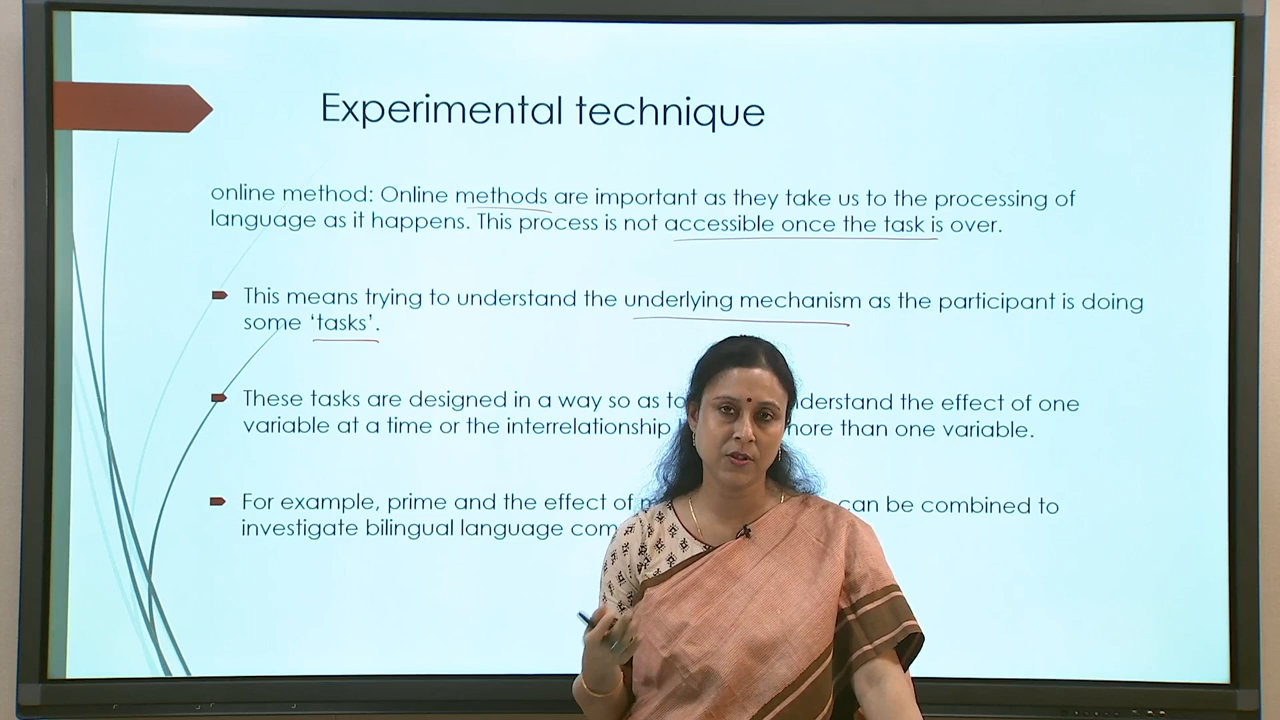 Experimental technique
online method: Online methods are important as they take us to the processing of
language as it happens. This process is not accessible once the task is over.
This means trying to understand the underlying mechanism as the participant is doing
some ‘tasks’.
These tasks are designed in a way so as to understand the effect of one
variable at a time or the interrelationship more than one variable.
For example, prime and the effect of can be combined to
investigate bilingual language